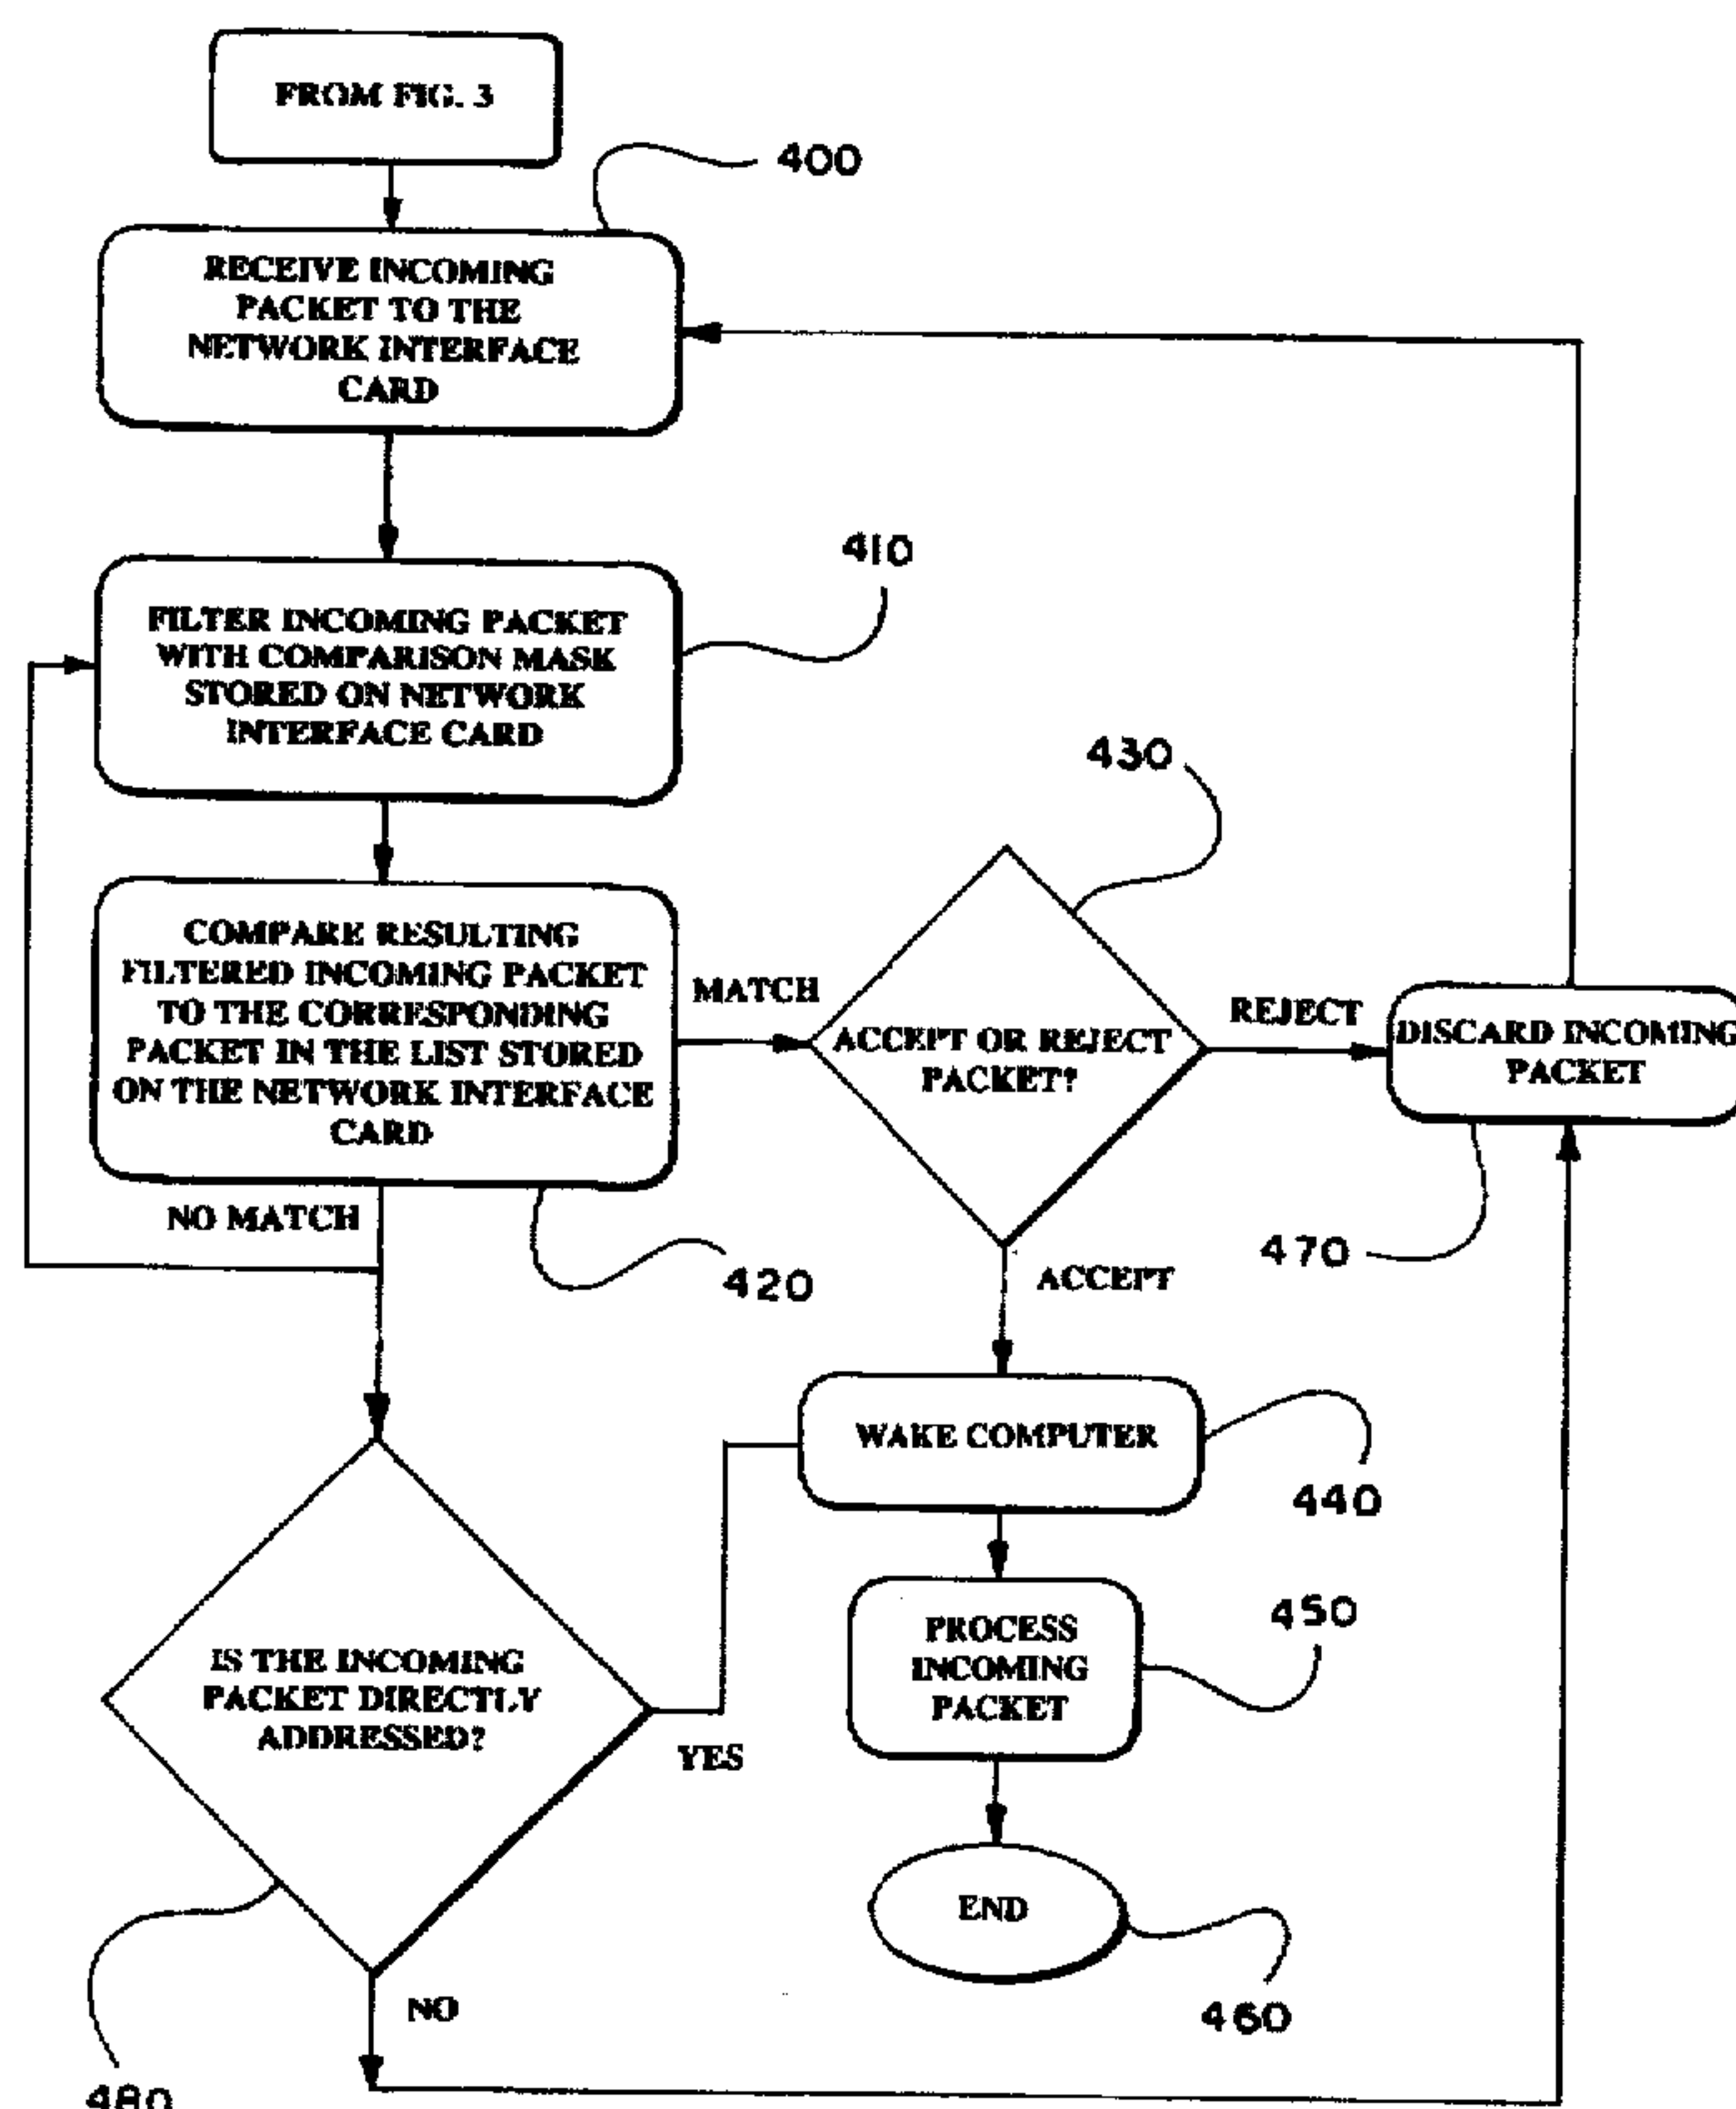 FROM FIG. 3
400
RECEIVE INCOMING
PACKET TO THE
NETWORK INTERFACE
CARD
410
FILTER INCOMING PACKET
WITH COMPARISON MASK
STORED ON NETWORK
INTERFACE CARD
430
COMPARE RESULTING
FILTERED INCOMING PACKET
TO THE CORRESPONDING
PACKET IN THE LIST STORED
ON THE NETWORK INTERFACE
CARD
MATCH
ACCEPT OR REJECT
PACKET?
REJECT
DISCARD INCOMING
PACKET
NO MATCH
420
470
ACCEPT
WAKE COMPUTER
440
PROCESS
INCOMING
PACKET
450
IS THE INCOMING
PACKET DIRECTLY
ADDRESSED?
YES
END
460
NO
480